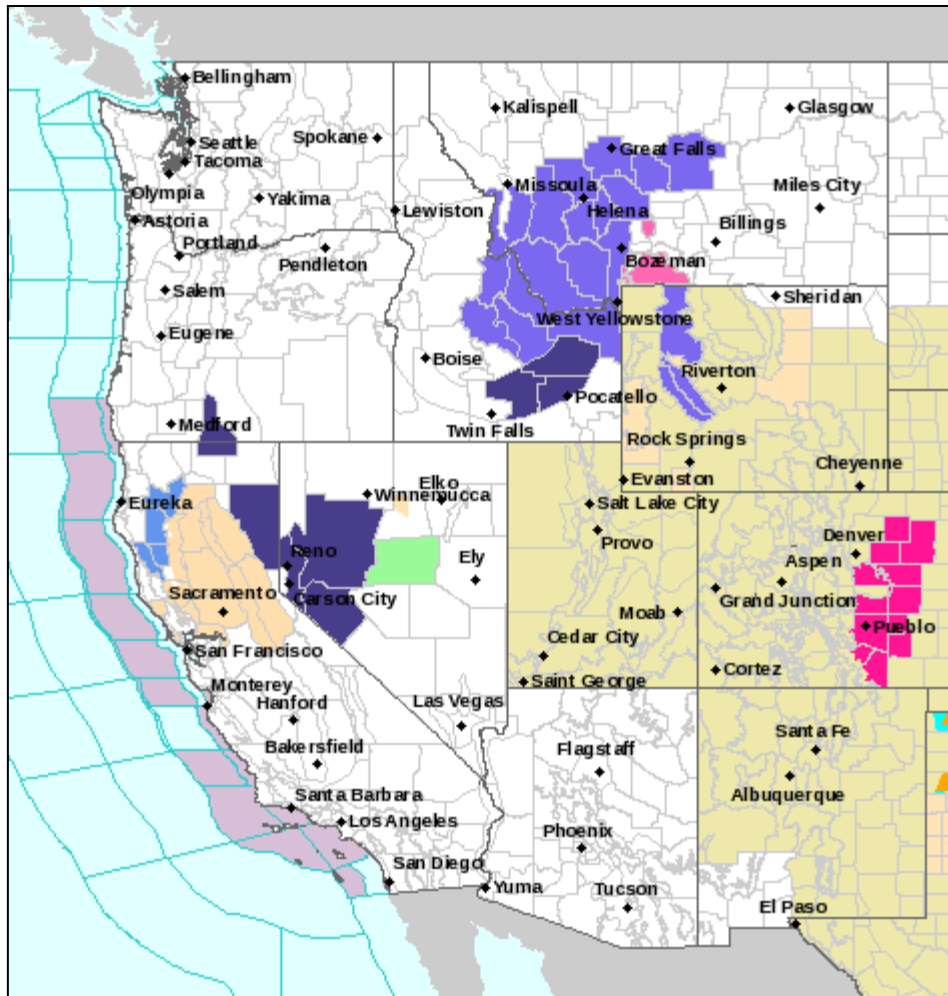 Bellingham
Kalispell
Glasgow
Seattle
Spokane
Great Falls
Tacoma
Olympia
Missoula
Miles City
Yakima
Helena
Lewiston
Astoria
Billings
Portland
Bozeman
Pendleton
Salem
Sheridan
West Yellowstone
Eugene
Boise
Riverton
Pocatello
Medford
Twin Falls
Rock Springs
Cheyenne
Elko
Evanston
Eureka
Winnemucca
Salt Lake City
Provo
Denver
Reno
Ely
Aspen
Sacramento
Carson City
Grand Junction
Moab
Pueblo
Cedar City
San Francisco
Cortez
Saint George
Monterey
Hanford
Las Vegas
Santa Fe
Bakersfield
Flagstaff
Albuquerque
Santa Barbara
Los Angeles
Phoenix
San Diego
Yuma
Tucson
El Paso